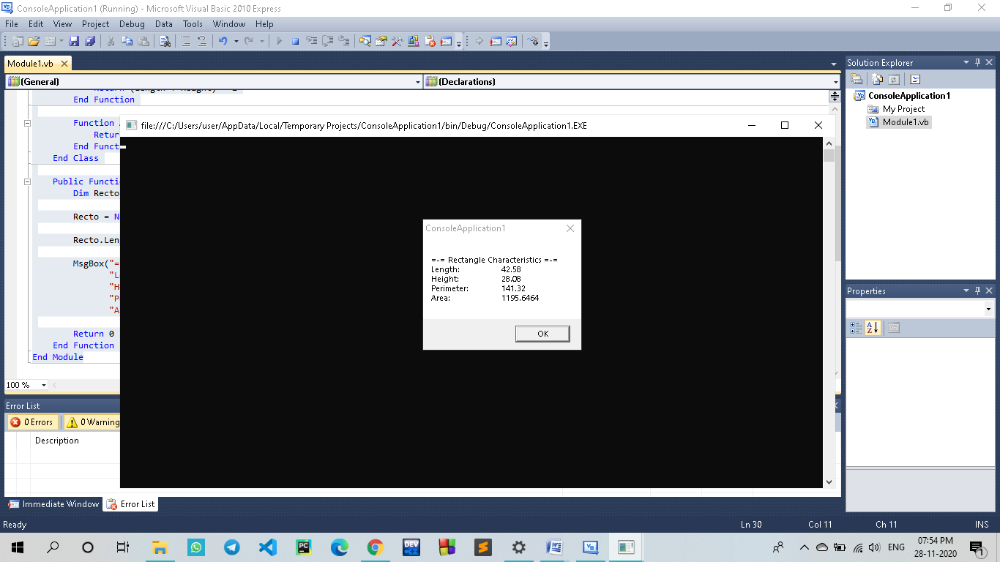 ConsoleApplication1 (Running) - Microsoft Visual Basic 2010 Express
File Edit View Project Debug Data Tools Window Help
Module1.vb
(General)
(Declarations)
End Function
Function
Retur
End Funct
End Class
Public Functi
Dim Recto
Recto = N
Recto.Len
MsgBox("=
"L
"H
"P
"A
Return 0
End Function
End Module
100 %
file:///C:/Users/user/AppData/Local/Temporary Projects/ConsoleApplication1/bin/Debug/ConsoleApplication1.EXE
ConsoleApplication1
=-= Rectangle Characteristics =-=
Length: 42.58
Height: 28.08
Perimeter: 141.32
Area: 1195.6464
OK
Solution Explorer
ConsoleApplication1
My Project
Module1.vb
Properties
Error List
0 Errors
0 Warning
Description
Immediate Window
Error List
Ready
Ln 30
Col 11
Ch 11
INS
DEV
PC
ENG
07:54 PM
28-11-2020
1